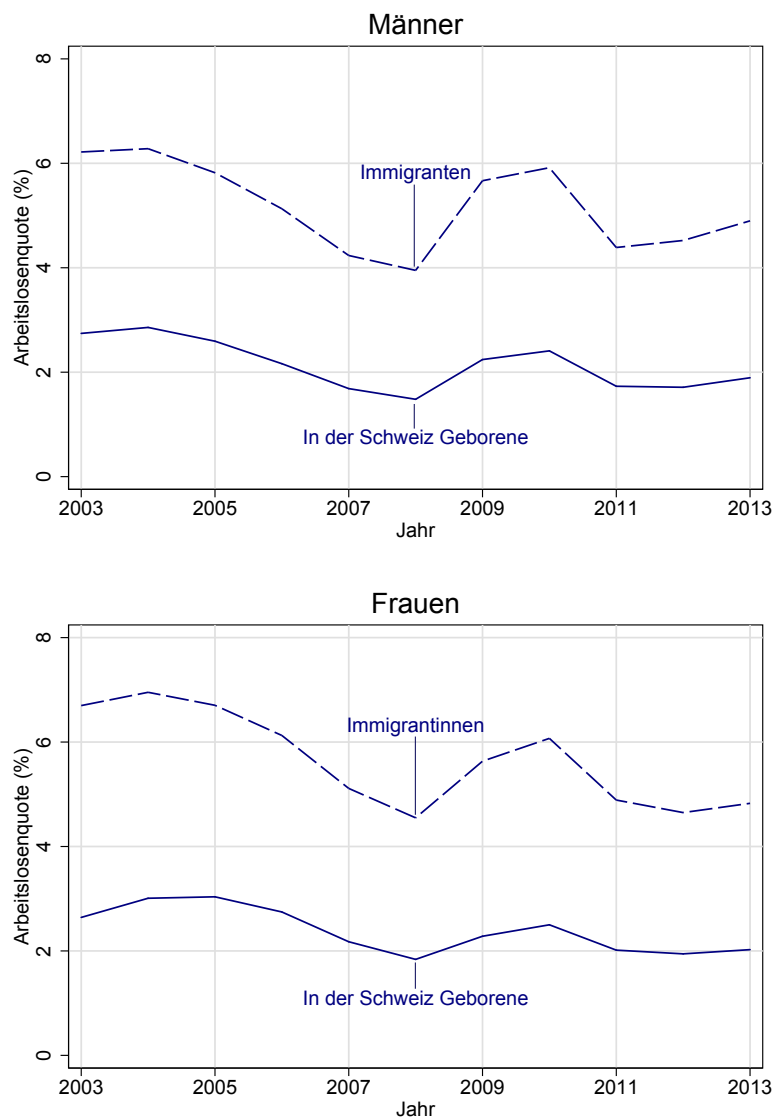 Männer
Arbeitslosenquote (%)
8
6
4
2
0
Immigranten
In der Schweiz Geborene
2003 2005 2007 2009 2011 2013
Jahr
Frauen
Arbeitslosenquote (%)
8
6
4
2
0
Immigrantinnen
In der Schweiz Geborene
2003 2005 2007 2009 2011 2013
Jahr